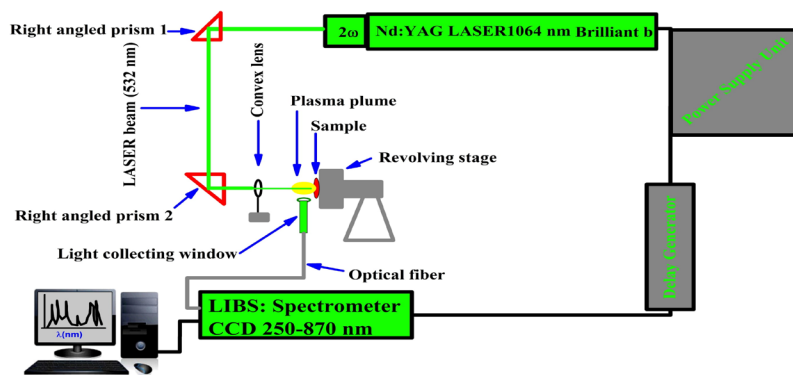 Right angled prism 1
2ω
Nd:YAG LASER1064 nm Brilliant b
Power Supply Unit
LASER beam (532 nm)
Convex lens
Plasma plume
Sample
Revolving stage
Right angled prism 2
Light collecting window
Optical fiber
Delay Generator
LIBS: Spectrometer
CCD 250-870 nm
λ(nm)